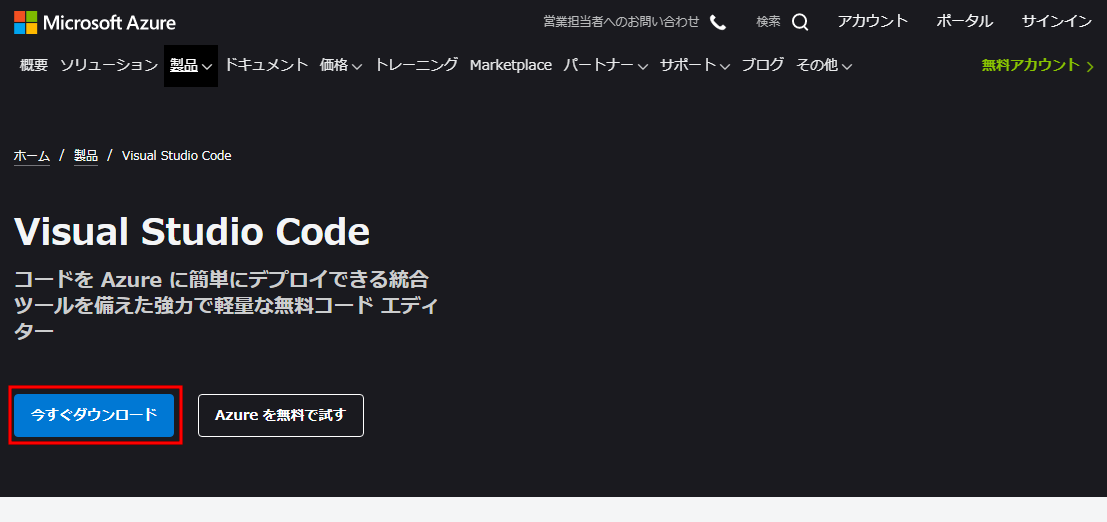 Microsoft Azure 営業担当者へのお問い合わせ 検索 アカウント ポータル サインイン
概要 ソリューション 製品 ドキュメント 価格 トレーニング Marketplace パートナー サポート ブログ その他 無料アカウント
ホーム / 製品 / Visual Studio Code
Visual Studio Code
コードを Azure に簡単にデプロイできる統合
ツールを備えた強力で軽量な無料コード エディ
ター
今すぐダウンロード Azure を無料で試す